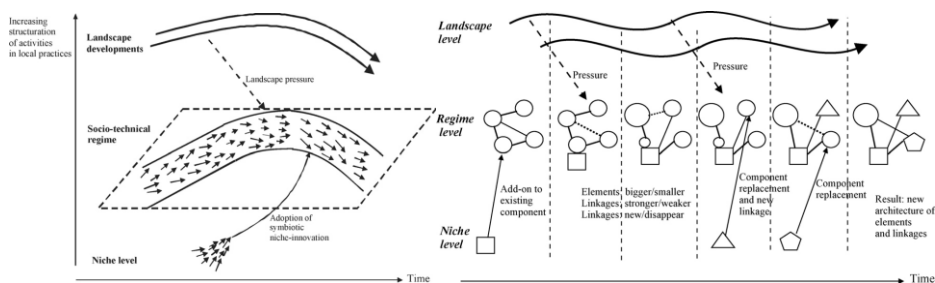 Increasing
structuration
of activities
in local practices
Landscape
developments
Landscape pressure
Socio-technical
regime
Adoption of
symbiotic
niche-innovation
Niche level
Time
Landscape
level
Pressure
Pressure
Regime
level
Add-on to
existing
component
Elements: bigger/smaller
Linkages: stronger/weaker
Linkages: new/disappear
Component
replacement
and new
linkage
Component
replacement
Result: new
architecture of
elements
and linkages
Niche
level
Time